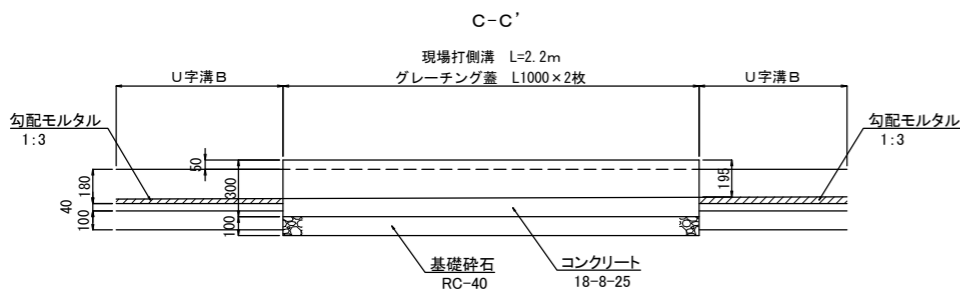 C-C’
現場打側溝 L=2.2m
U字溝B
グレーチング蓋 L1000×2枚
U字溝B
勾配モルタル
1:3
勾配モルタル
1:3
50
180
300
195
40
100
100
基礎砕石
RC-40
コンクリート
18-8-25